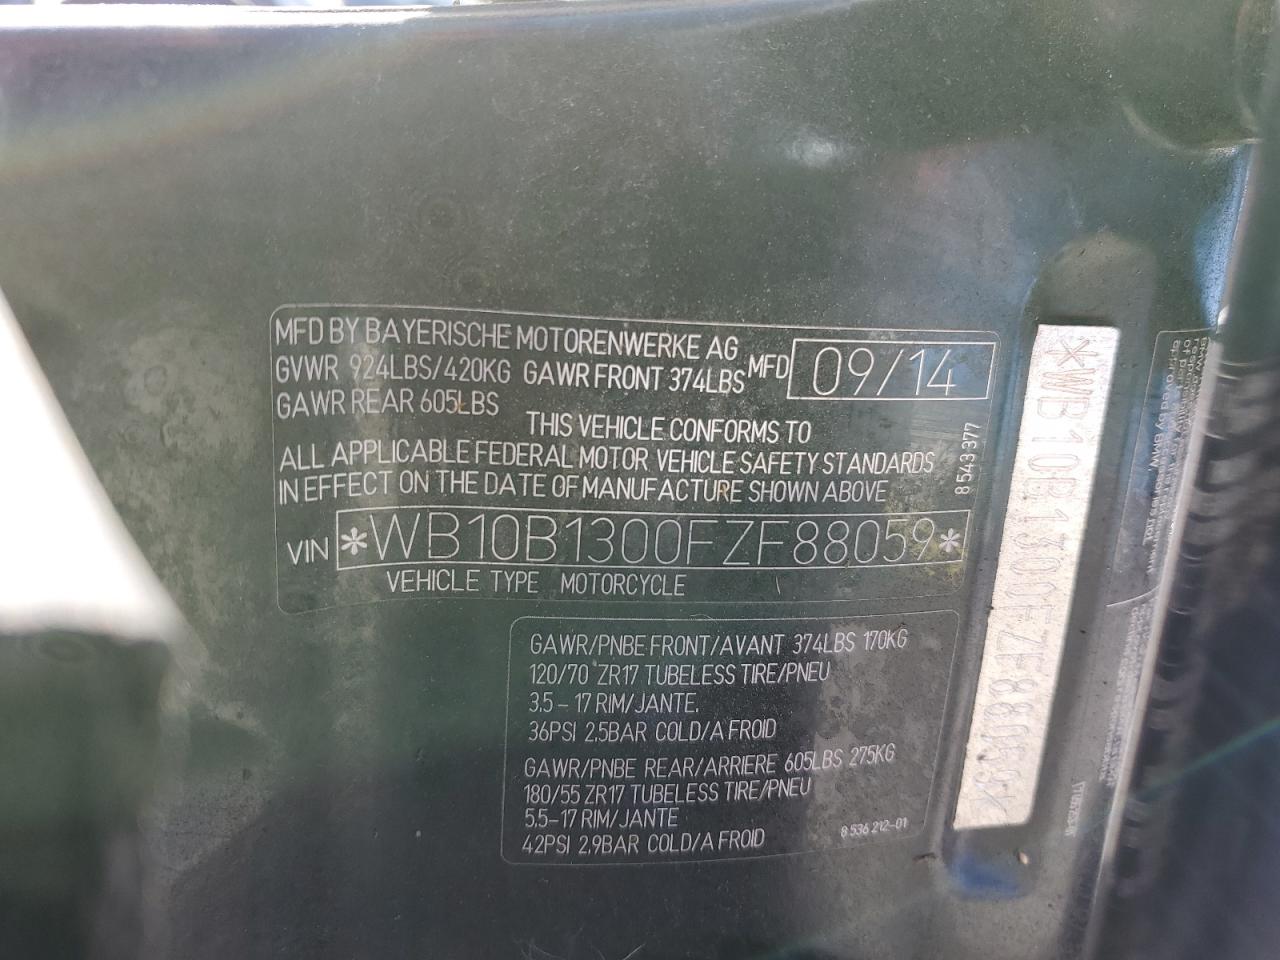 MFD BY BAYERISCHE MOTORENWERKE AG
GVWR 924LBS/420KG GAWR FRONT 374LBS
MFD 09/14
GAWR REAR 605LBS
THIS VEHICLE CONFORMS TO
ALL APPLICABLE FEDERAL MOTOR VEHICLE SAFETY STANDARDS
IN EFFECT ON THE DATE OF MANUFACTURE SHOWN ABOVE
8 543 377
VIN *WB10B1300FZF88059*
VEHICLE TYPE MOTORCYCLE
GAWR/PNBE FRONT/AVANT 374LBS 170KG
120/70 ZR17 TUBELESS TIRE/PNEU
3.5-17 RIM/JANTE.
36PSI 2.5BAR COLD/A FROID
GAWR/PNBE REAR/ARRIERE 605LBS 275KG
180/55 ZR17 TUBELESS TIRE/PNEU
5.5-17 RIM/JANTE
42PSI 2,9BAR COLD/A FROID
8 536 212-01
*WB10B1300FZF88059*